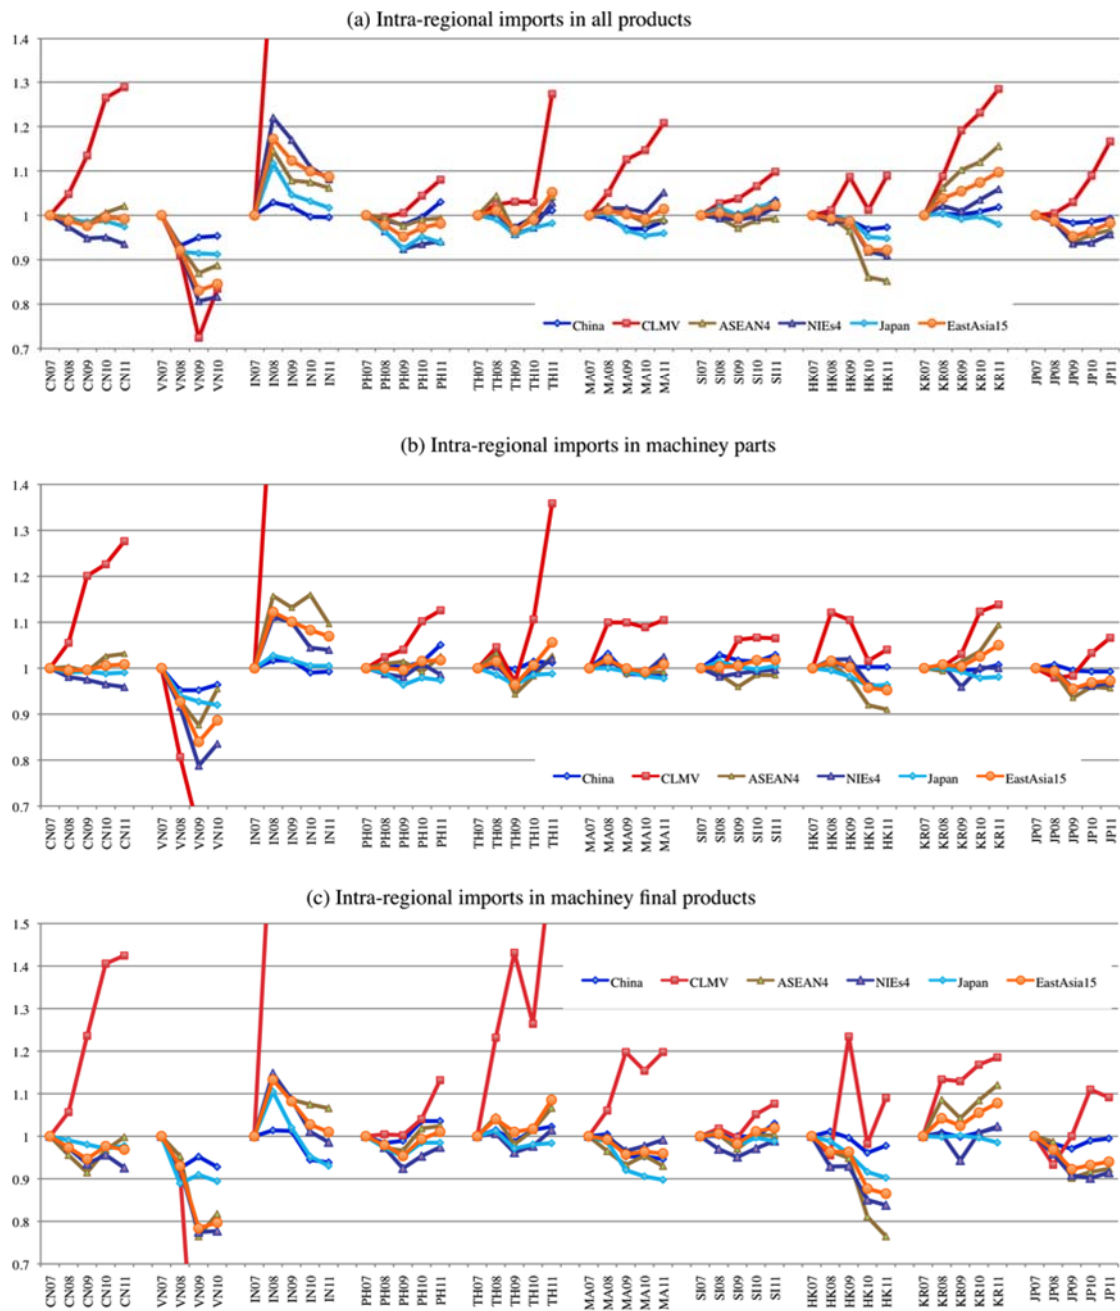 (a) Intra-regional imports in all products
1.4
1.3
1.2
1.1
1
0.9
0.8
0.7
China CLMV ASEAN4 NIEs4 Japan EastAsia15
CN07 CN08 CN09 CN10 CN11 VN07 VN08 VN09 VN10 IN07 IN08 IN09 IN10 IN11 PH07 PH08 PH09 PH10 PH11 TH07 TH08 TH09 TH10 TH11 MA07 MA08 MA09 MA10 MA11 SI07 SI08 SI09 SI10 SI11 HK07 HK08 HK09 HK10 HK11 KR07 KR08 KR09 KR10 KR11 JP07 JP08 JP09 JP10 JP11
(b) Intra-regional imports in machiney parts
1.4
1.3
1.2
1.1
1
0.9
0.8
0.7
China CLMV ASEAN4 NIEs4 Japan EastAsia15
CN07 CN08 CN09 CN10 CN11 VN07 VN08 VN09 VN10 IN07 IN08 IN09 IN10 IN11 PH07 PH08 PH09 PH10 PH11 TH07 TH08 TH09 TH10 TH11 MA07 MA08 MA09 MA10 MA11 SI07 SI08 SI09 SI10 SI11 HK07 HK08 HK09 HK10 HK11 KR07 KR08 KR09 KR10 KR11 JP07 JP08 JP09 JP10 JP11
(c) Intra-regional imports in machiney final products
1.5
1.4
1.3
1.2
1.1
1
0.9
0.8
0.7
China CLMV ASEAN4 NIEs4 Japan EastAsia15
CN07 CN08 CN09 CN10 CN11 VN07 VN08 VN09 VN10 IN07 IN08 IN09 IN10 IN11 PH07 PH08 PH09 PH10 PH11 TH07 TH08 TH09 TH10 TH11 MA07 MA08 MA09 MA10 MA11 SI07 SI08 SI09 SI10 SI11 HK07 HK08 HK09 HK10 HK11 KR07 KR08 KR09 KR10 KR11 JP07 JP08 JP09 JP10 JP11